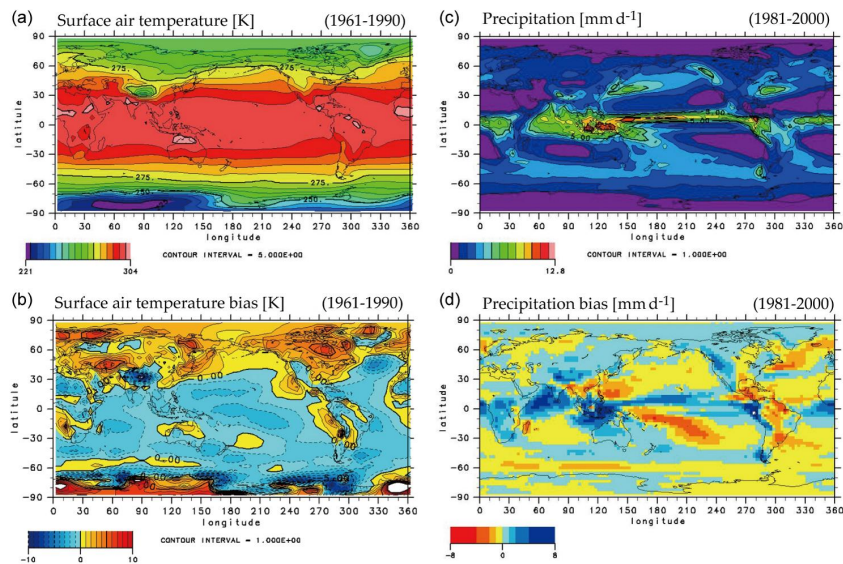 (a) Surface air temperature [K] (1961-1990)
90
60
30
0
-30
-60
-90
latitude
275.
275.
250.
250.
0 30 60 90 120 150 180 210 240 270 300 330 360
longitude
221 304
CONTOUR INTERVAL = 5.000E+00
(c) Precipitation [mm d-1] (1981-2000)
90
60
30
0
-30
-60
-90
latitude
0 30 60 90 120 150 180 210 240 270 300 330 360
longitude
0 12.8
CONTOUR INTERVAL = 1.000E+00
(b) Surface air temperature bias [K] (1961-1990)
90
60
30
0
-30
-60
-90
latitude
0.00
0.00
0.00
0 30 60 90 120 150 180 210 240 270 300 330 360
longitude
-10 0 10
CONTOUR INTERVAL = 1.000E+00
(d) Precipitation bias [mm d-1] (1981-2000)
90
60
30
0
-30
-60
-90
latitude
0 30 60 90 120 150 180 210 240 270 300 330 360
longitude
-8 0 8